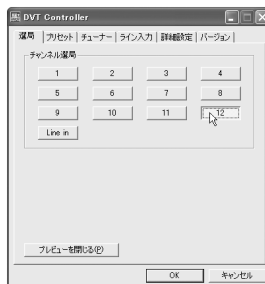 DVT Controller
選局 プリセット チューナー ライン入力 詳細設定 バージョン
チャンネル選局
1 2 3 4
5 6 7 8
9 10 11 12
Line in
プレビューを閉じる(P)
OK キャンセル